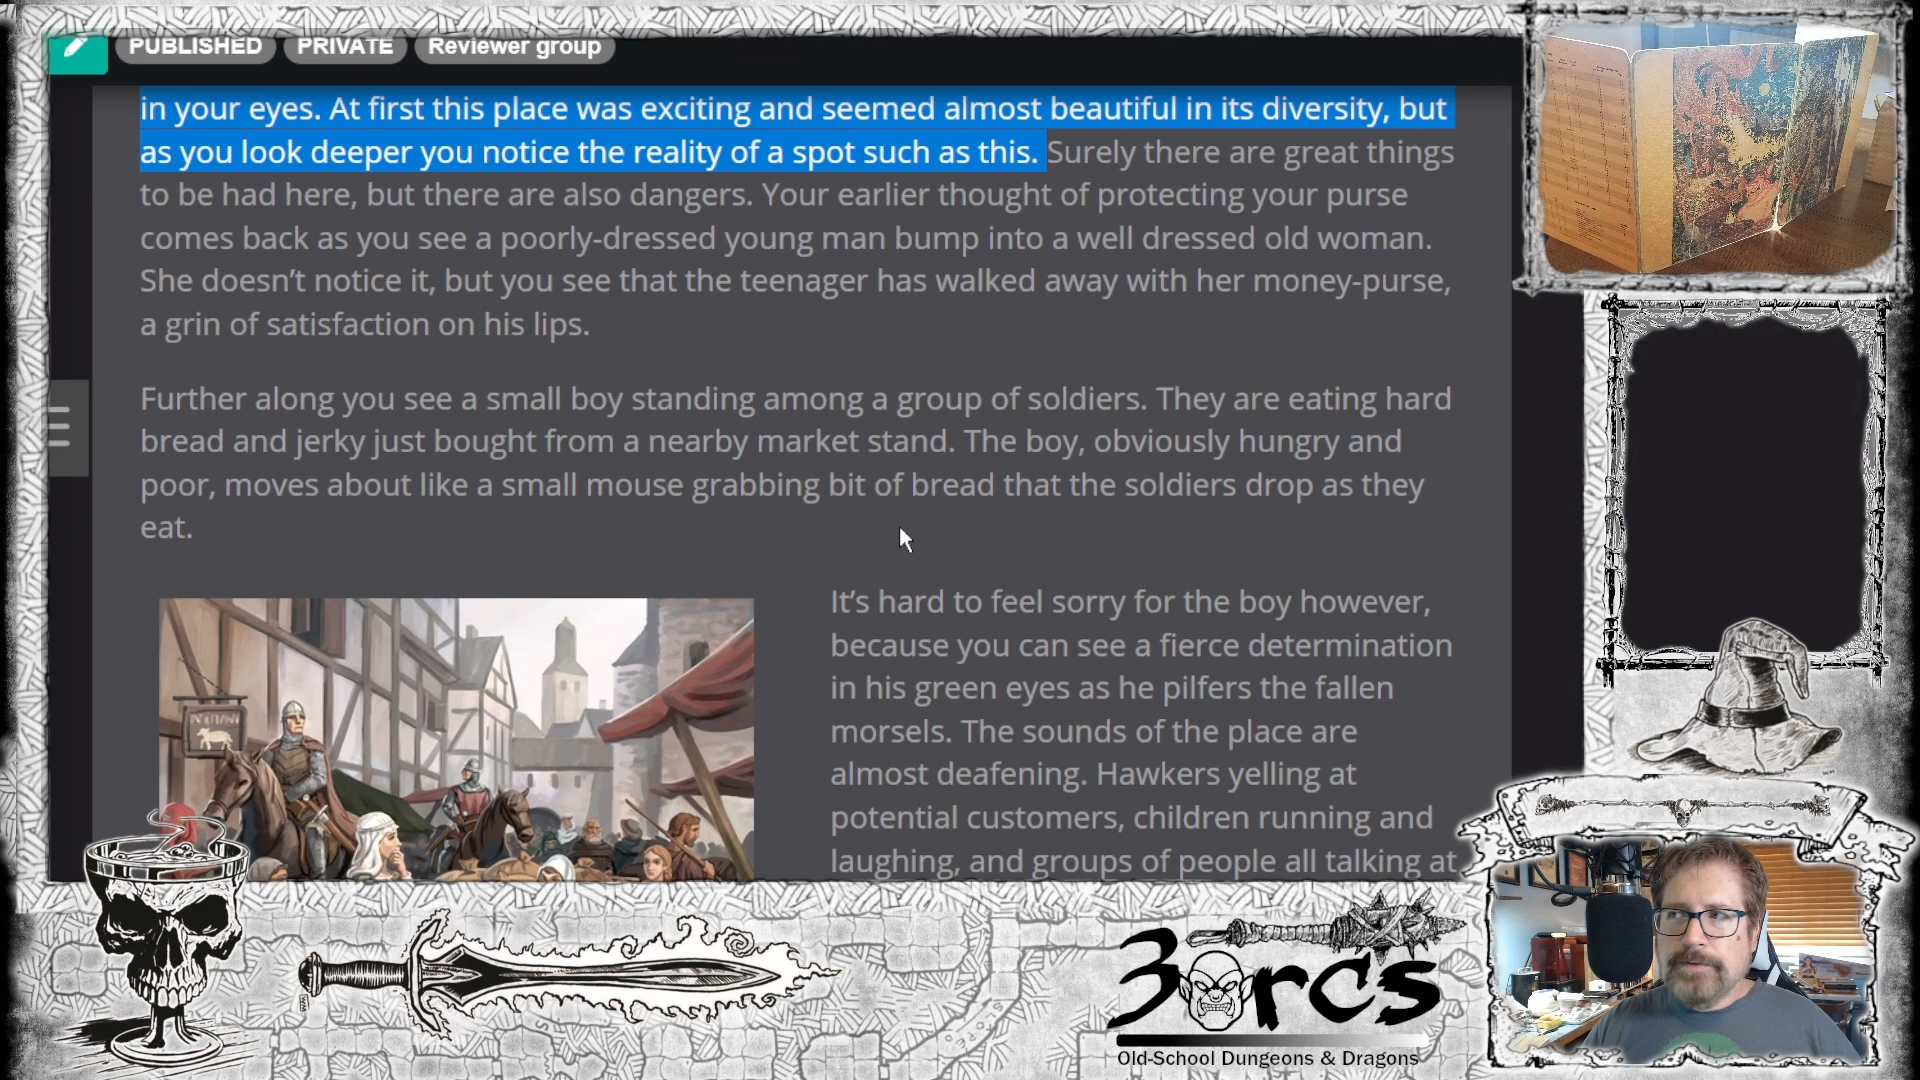 PUBLISHED PRIVATE Reviewer group
in your eyes. At first this place was exciting and seemed almost beautiful in its diversity, but
as you look deeper you notice the reality of a spot such as this. Surely there are great things
to be had here, but there are also dangers. Your earlier thought of protecting your purse
comes back as you see a poorly-dressed young man bump into a well dressed old woman.
She doesn’t notice it, but you see that the teenager has walked away with her money-purse,
a grin of satisfaction on his lips.
Further along you see a small boy standing among a group of soldiers. They are eating hard
bread and jerky just bought from a nearby market stand. The boy, obviously hungry and
poor, moves about like a small mouse grabbing bit of bread that the soldiers drop as they
eat.
It’s hard to feel sorry for the boy however,
because you can see a fierce determination
in his green eyes as he pilfers the fallen
morsels. The sounds of the place are
almost deafening. Hawkers yelling at
potential customers, children running and
laughing, and groups of people all talking at
3 orcs
Old-School Dungeons & Dragons